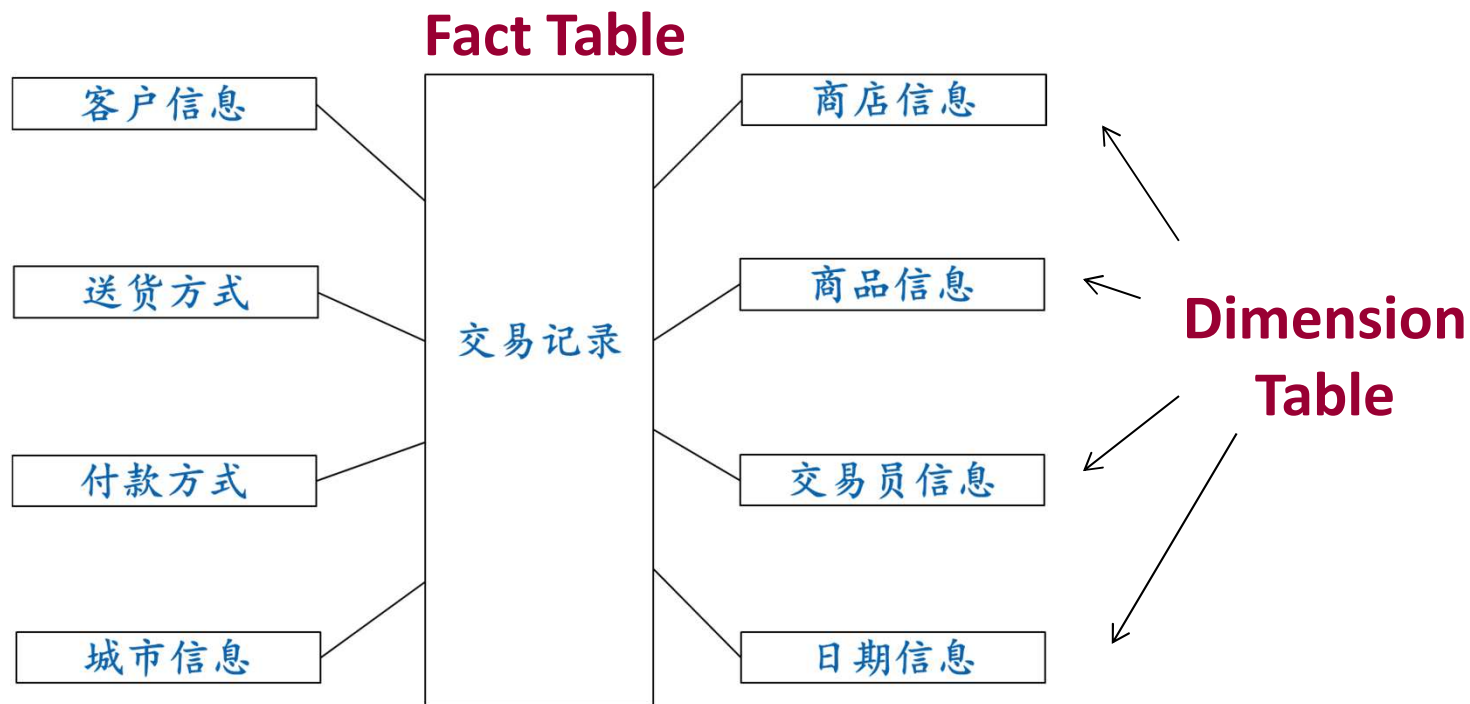 Fact Table
客户信息
送货方式
付款方式
城市信息
交易记录
商店信息
商品信息
交易员信息
日期信息
Dimension
Table